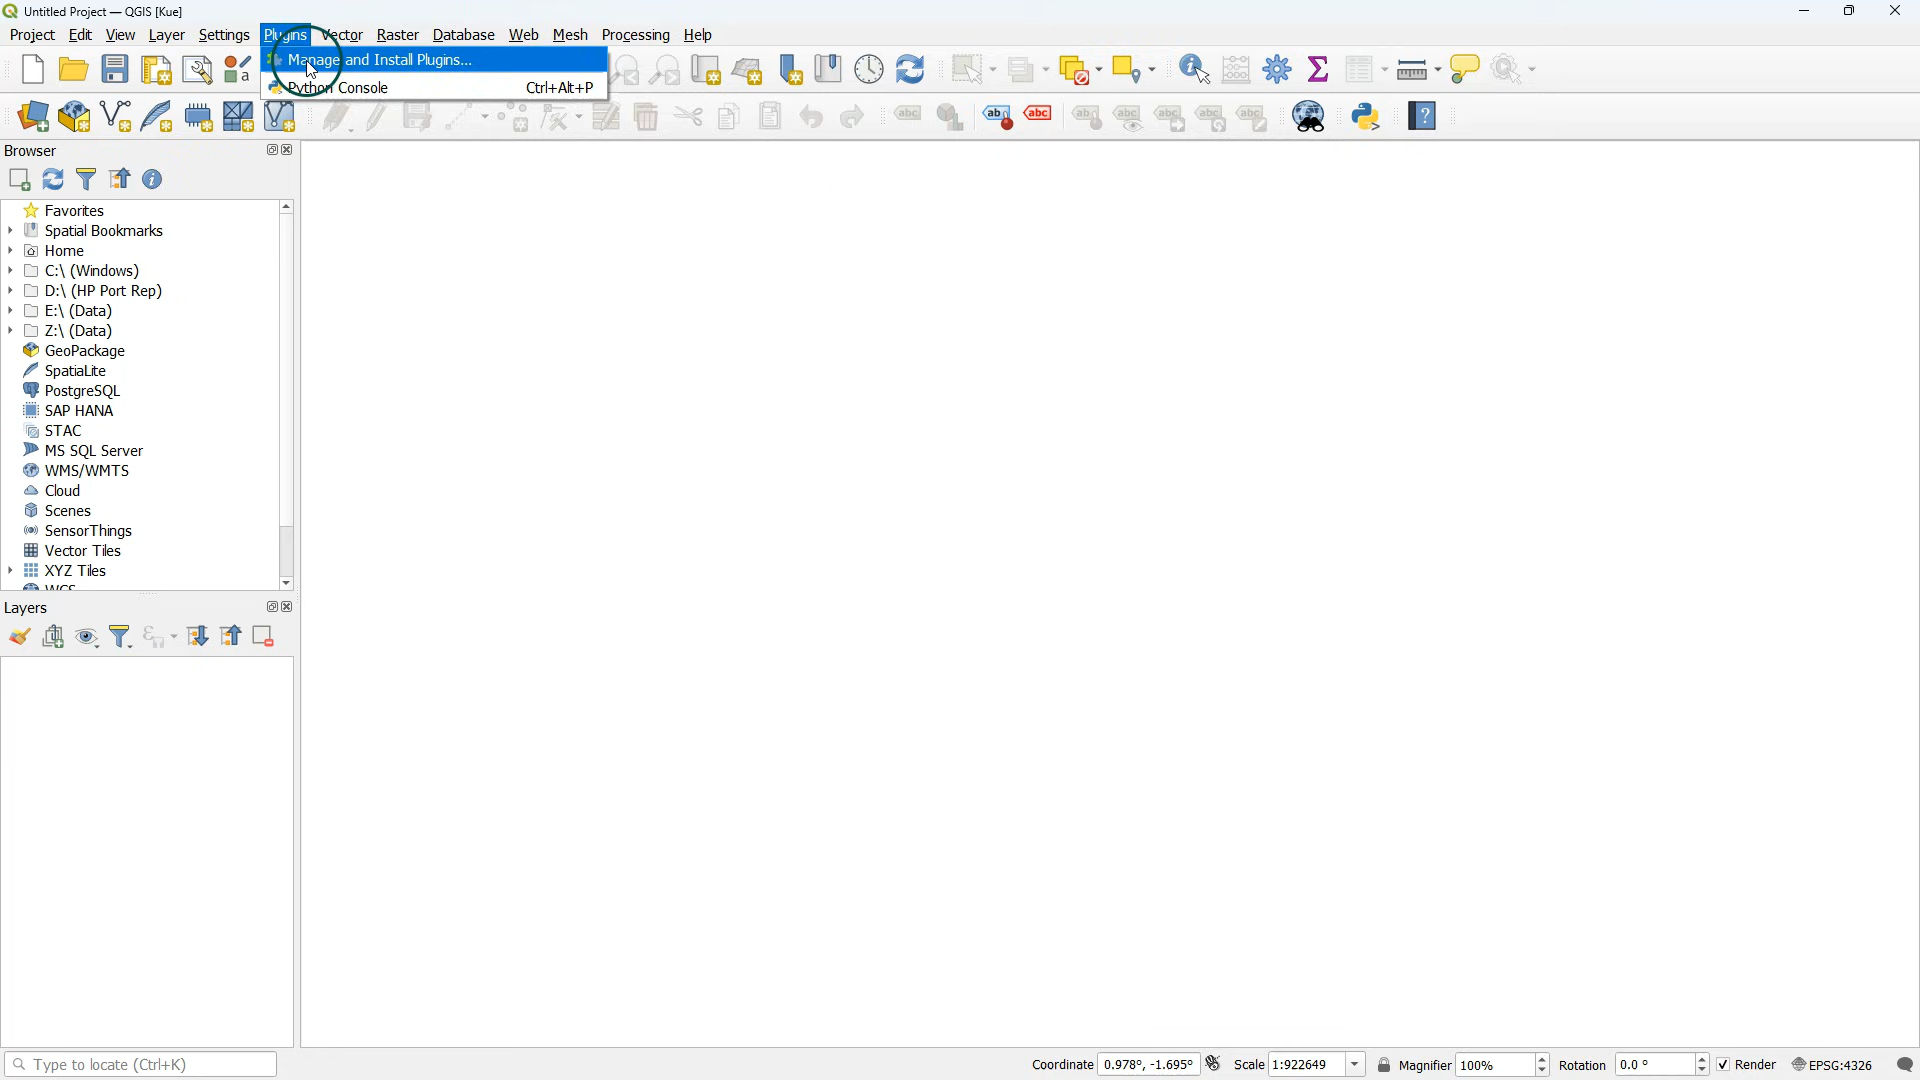 Untitled Project — QGIS [Kue]
Project Edit View Layer Settings Plugins Vector Raster Database Web Mesh Processing Help
Manage and Install Plugins...
Python Console Ctrl+Alt+P
Browser
Favorites
Spatial Bookmarks
Home
C:\ (Windows)
D:\ (HP Port Rep)
E:\ (Data)
Z:\ (Data)
GeoPackage
SpatiaLite
PostgreSQL
SAP HANA
STAC
MS SQL Server
WMS/WMTS
Cloud
Scenes
SensorThings
Vector Tiles
XYZ Tiles
WCS
Layers
Type to locate (Ctrl+K)
Coordinate 0.978°, -1.695° Scale 1:922649 Magnifier 100% Rotation 0.0 ° Render EPSG:4326